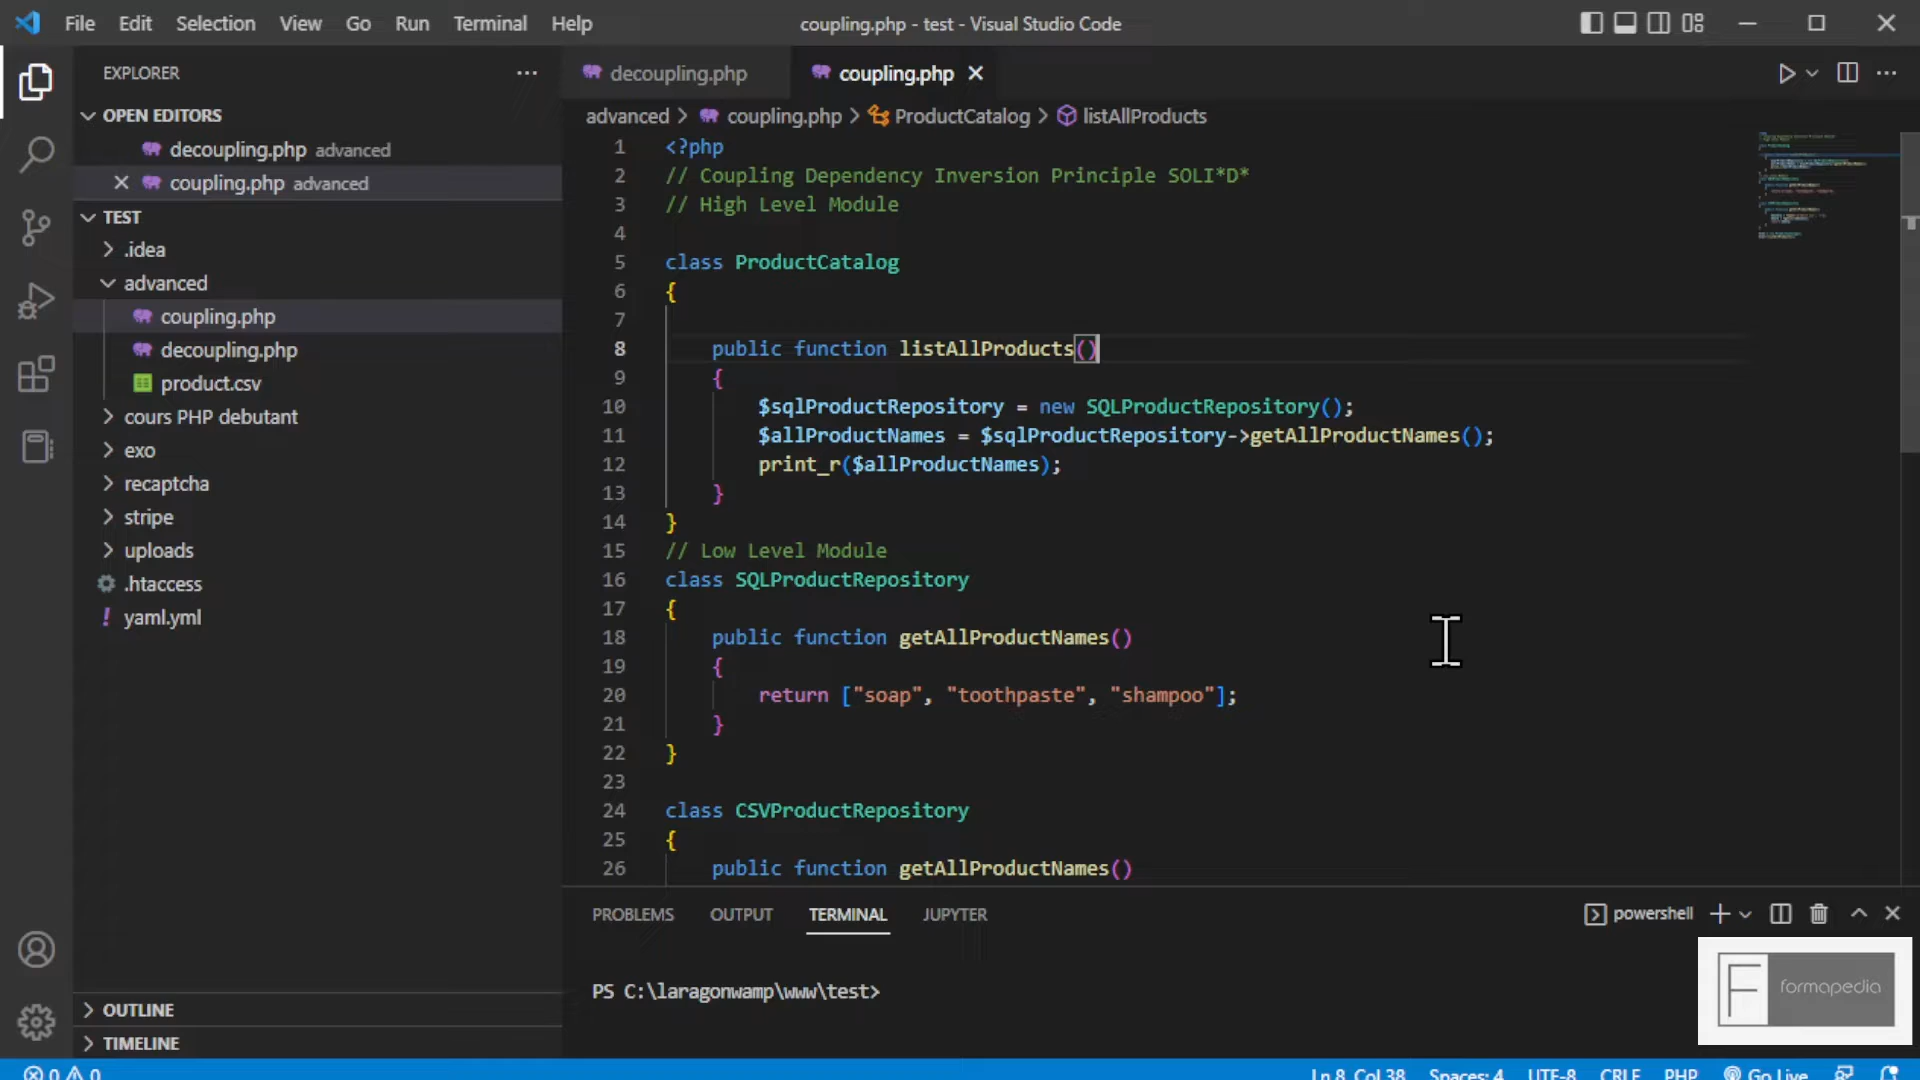 File Edit Selection View Go Run Terminal Help
coupling.php - test - Visual Studio Code
EXPLORER
OPEN EDITORS
decoupling.php advanced
coupling.php advanced
TEST
.idea
advanced
coupling.php
decoupling.php
product.csv
cours PHP debutant
exo
recaptcha
stripe
uploads
.htaccess
! yaml.yml
OUTLINE
TIMELINE
decoupling.php
coupling.php
advanced > coupling.php > ProductCatalog > listAllProducts
1 <?php
2 // Coupling Dependency Inversion Principle SOLI*D*
3 // High Level Module
4
5 class ProductCatalog
6 {
7
8 public function listAllProducts()
9 {
10 $sqlProductRepository = new SQLProductRepository();
11 $allProductNames = $sqlProductRepository->getAllProductNames();
12 print_r($allProductNames);
13 }
14 }
15 // Low Level Module
16 class SQLProductRepository
17 {
18 public function getAllProductNames()
19 {
20 return ["soap", "toothpaste", "shampoo"];
21 }
22 }
23
24 class CSVProductRepository
25 {
26 public function getAllProductNames()
PROBLEMS OUTPUT TERMINAL JUPYTER
powershell
PS C:\laragonwamp\www\test>
F formapedia
0 0
Ln 8, Col 38 Spaces: 4 UTF-8 CRLF PHP Go Live